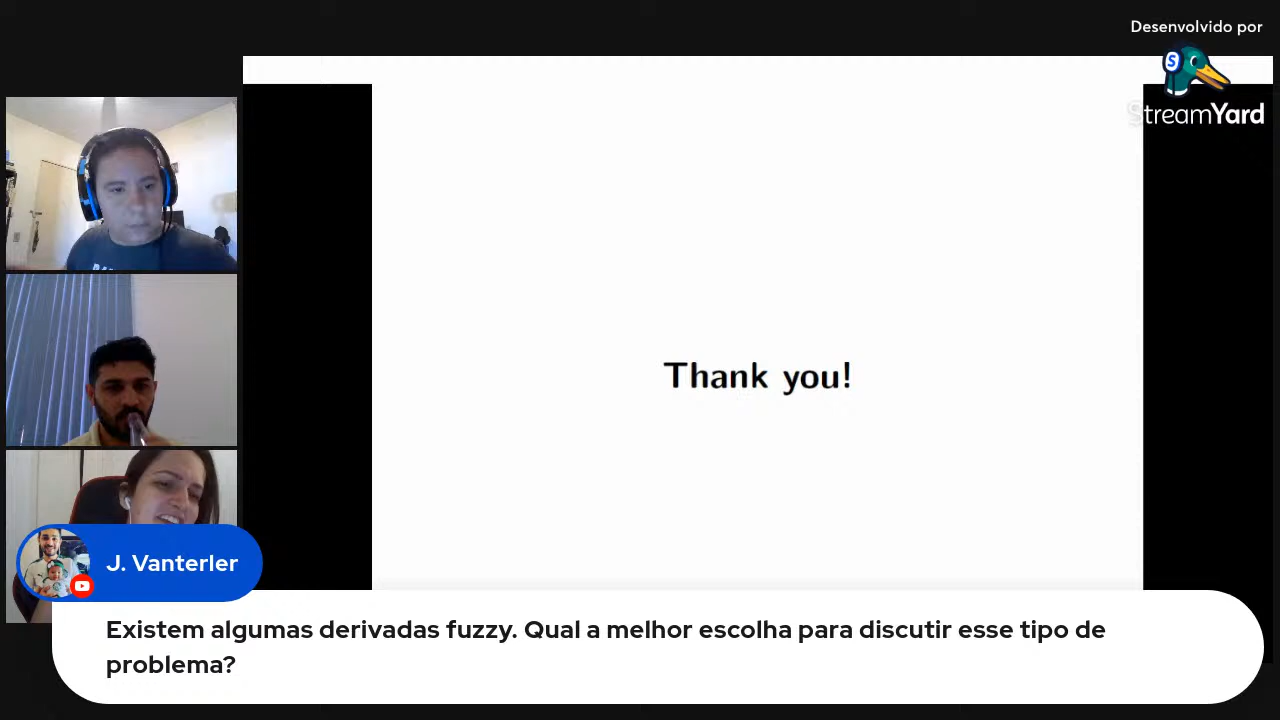 Desenvolvido por
StreamYard
Thank you!
J. Vanterler
Existem algumas derivadas fuzzy. Qual a melhor escolha para discutir esse tipo de
problema?